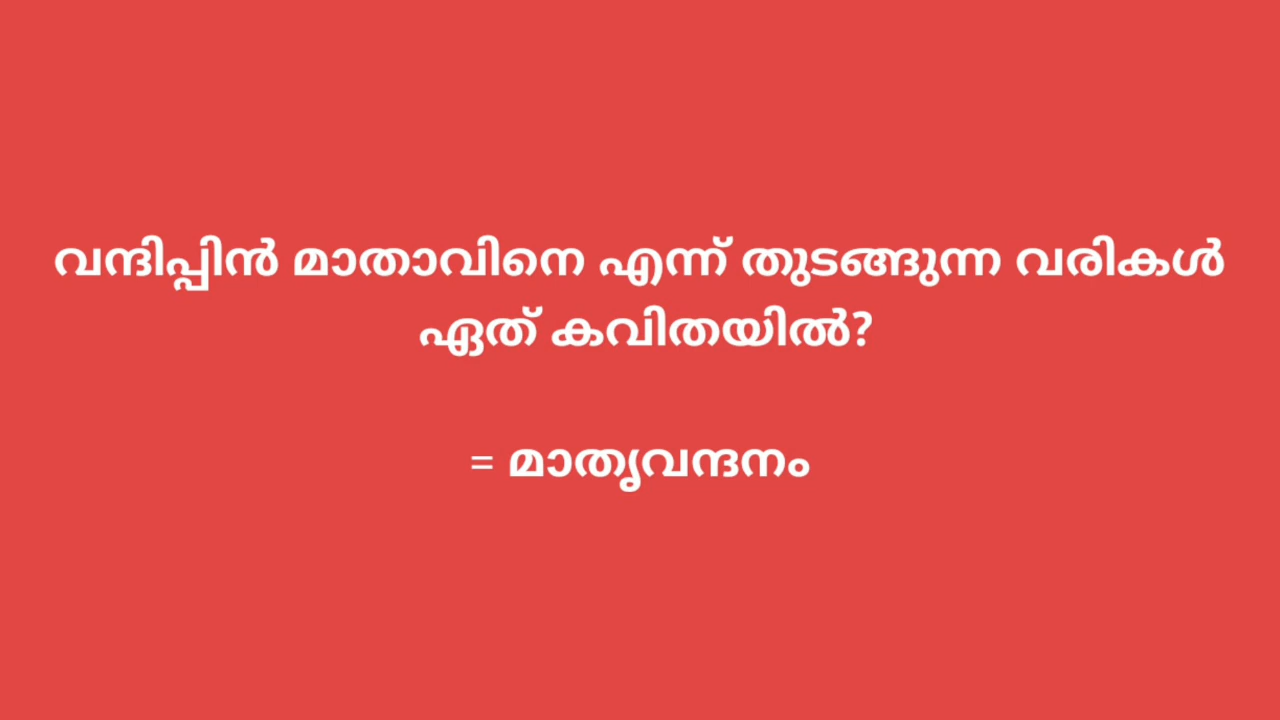 വന്ദിപ്പിൻ മാതാവിനെ എന്ന് തുടങ്ങുന്ന വരികൾ
ഏത് കവിതയിൽ?
= മാതൃവന്ദനം